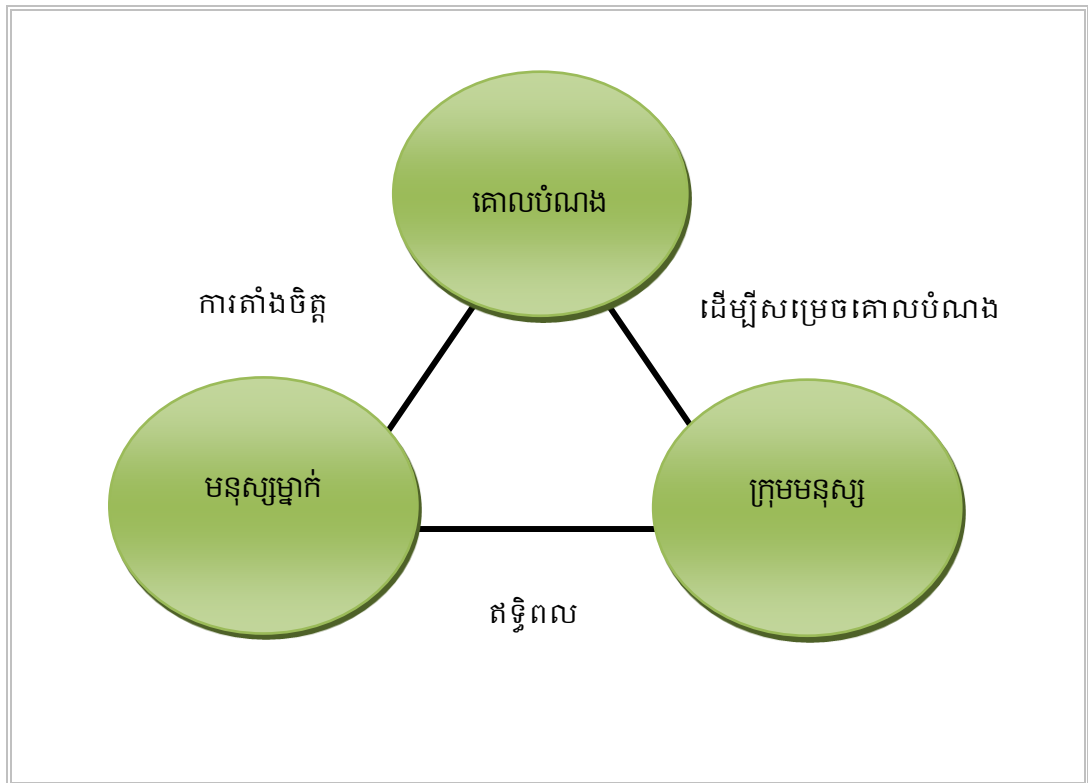 គោលបំណង
ការតាំងចិត្ត
ដើម្បីសម្រេចគោលបំណង
មនុស្សម្នាក់
ក្រុមមនុស្ស
ឥទ្ធិពល